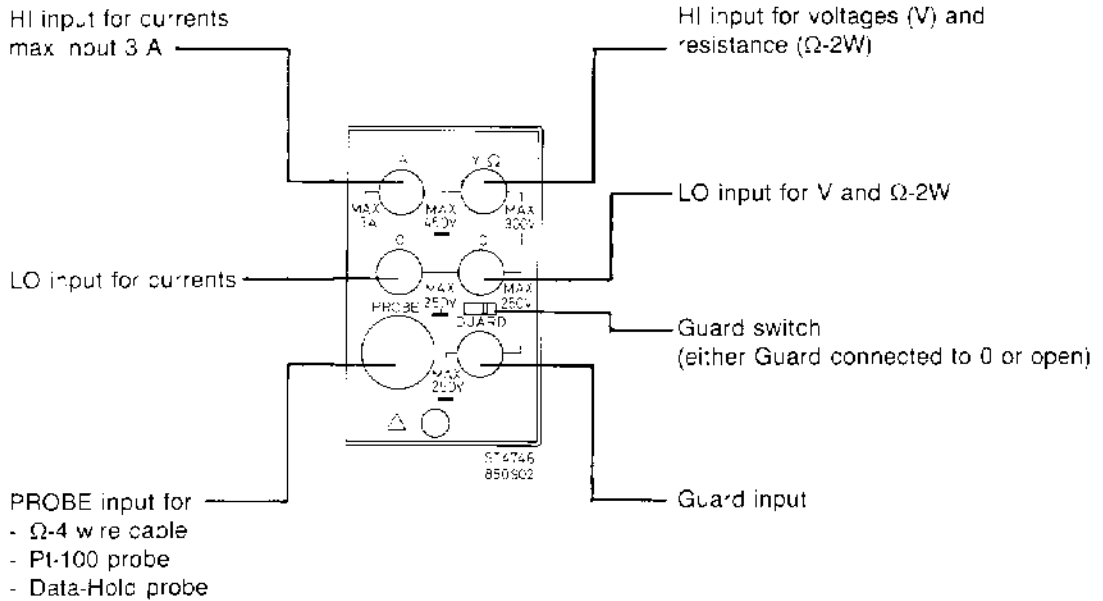 HI input for currents
max input 3 A
HI input for voltages (V) and
resistance (Ω-2W)
A
V Ω
MAX
3A
MAX
450V
MAX
300V
LO input for V and Ω-2W
0
0
LO input for currents
MAX
250V
MAX
250V
PROBE
GUARD
Guard switch
(either Guard connected to 0 or open)
MAX
250V
ST4746
850902
PROBE input for
- Ω-4 wire cable
- Pt-100 probe
- Data-Hold probe
Guard input